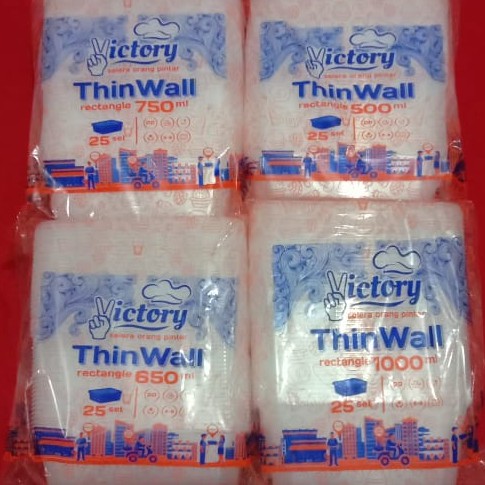 Victory
selera orang pintar
ThinWall
rectangle 750 ml
25 set
Victory
selera orang pintar
ThinWall
rectangle 500 ml
25 set
Victory
selera orang pintar
ThinWall
rectangle 650 ml
25 set
Victory
selera orang pintar
ThinWall
rectangle 1000 ml
25 set